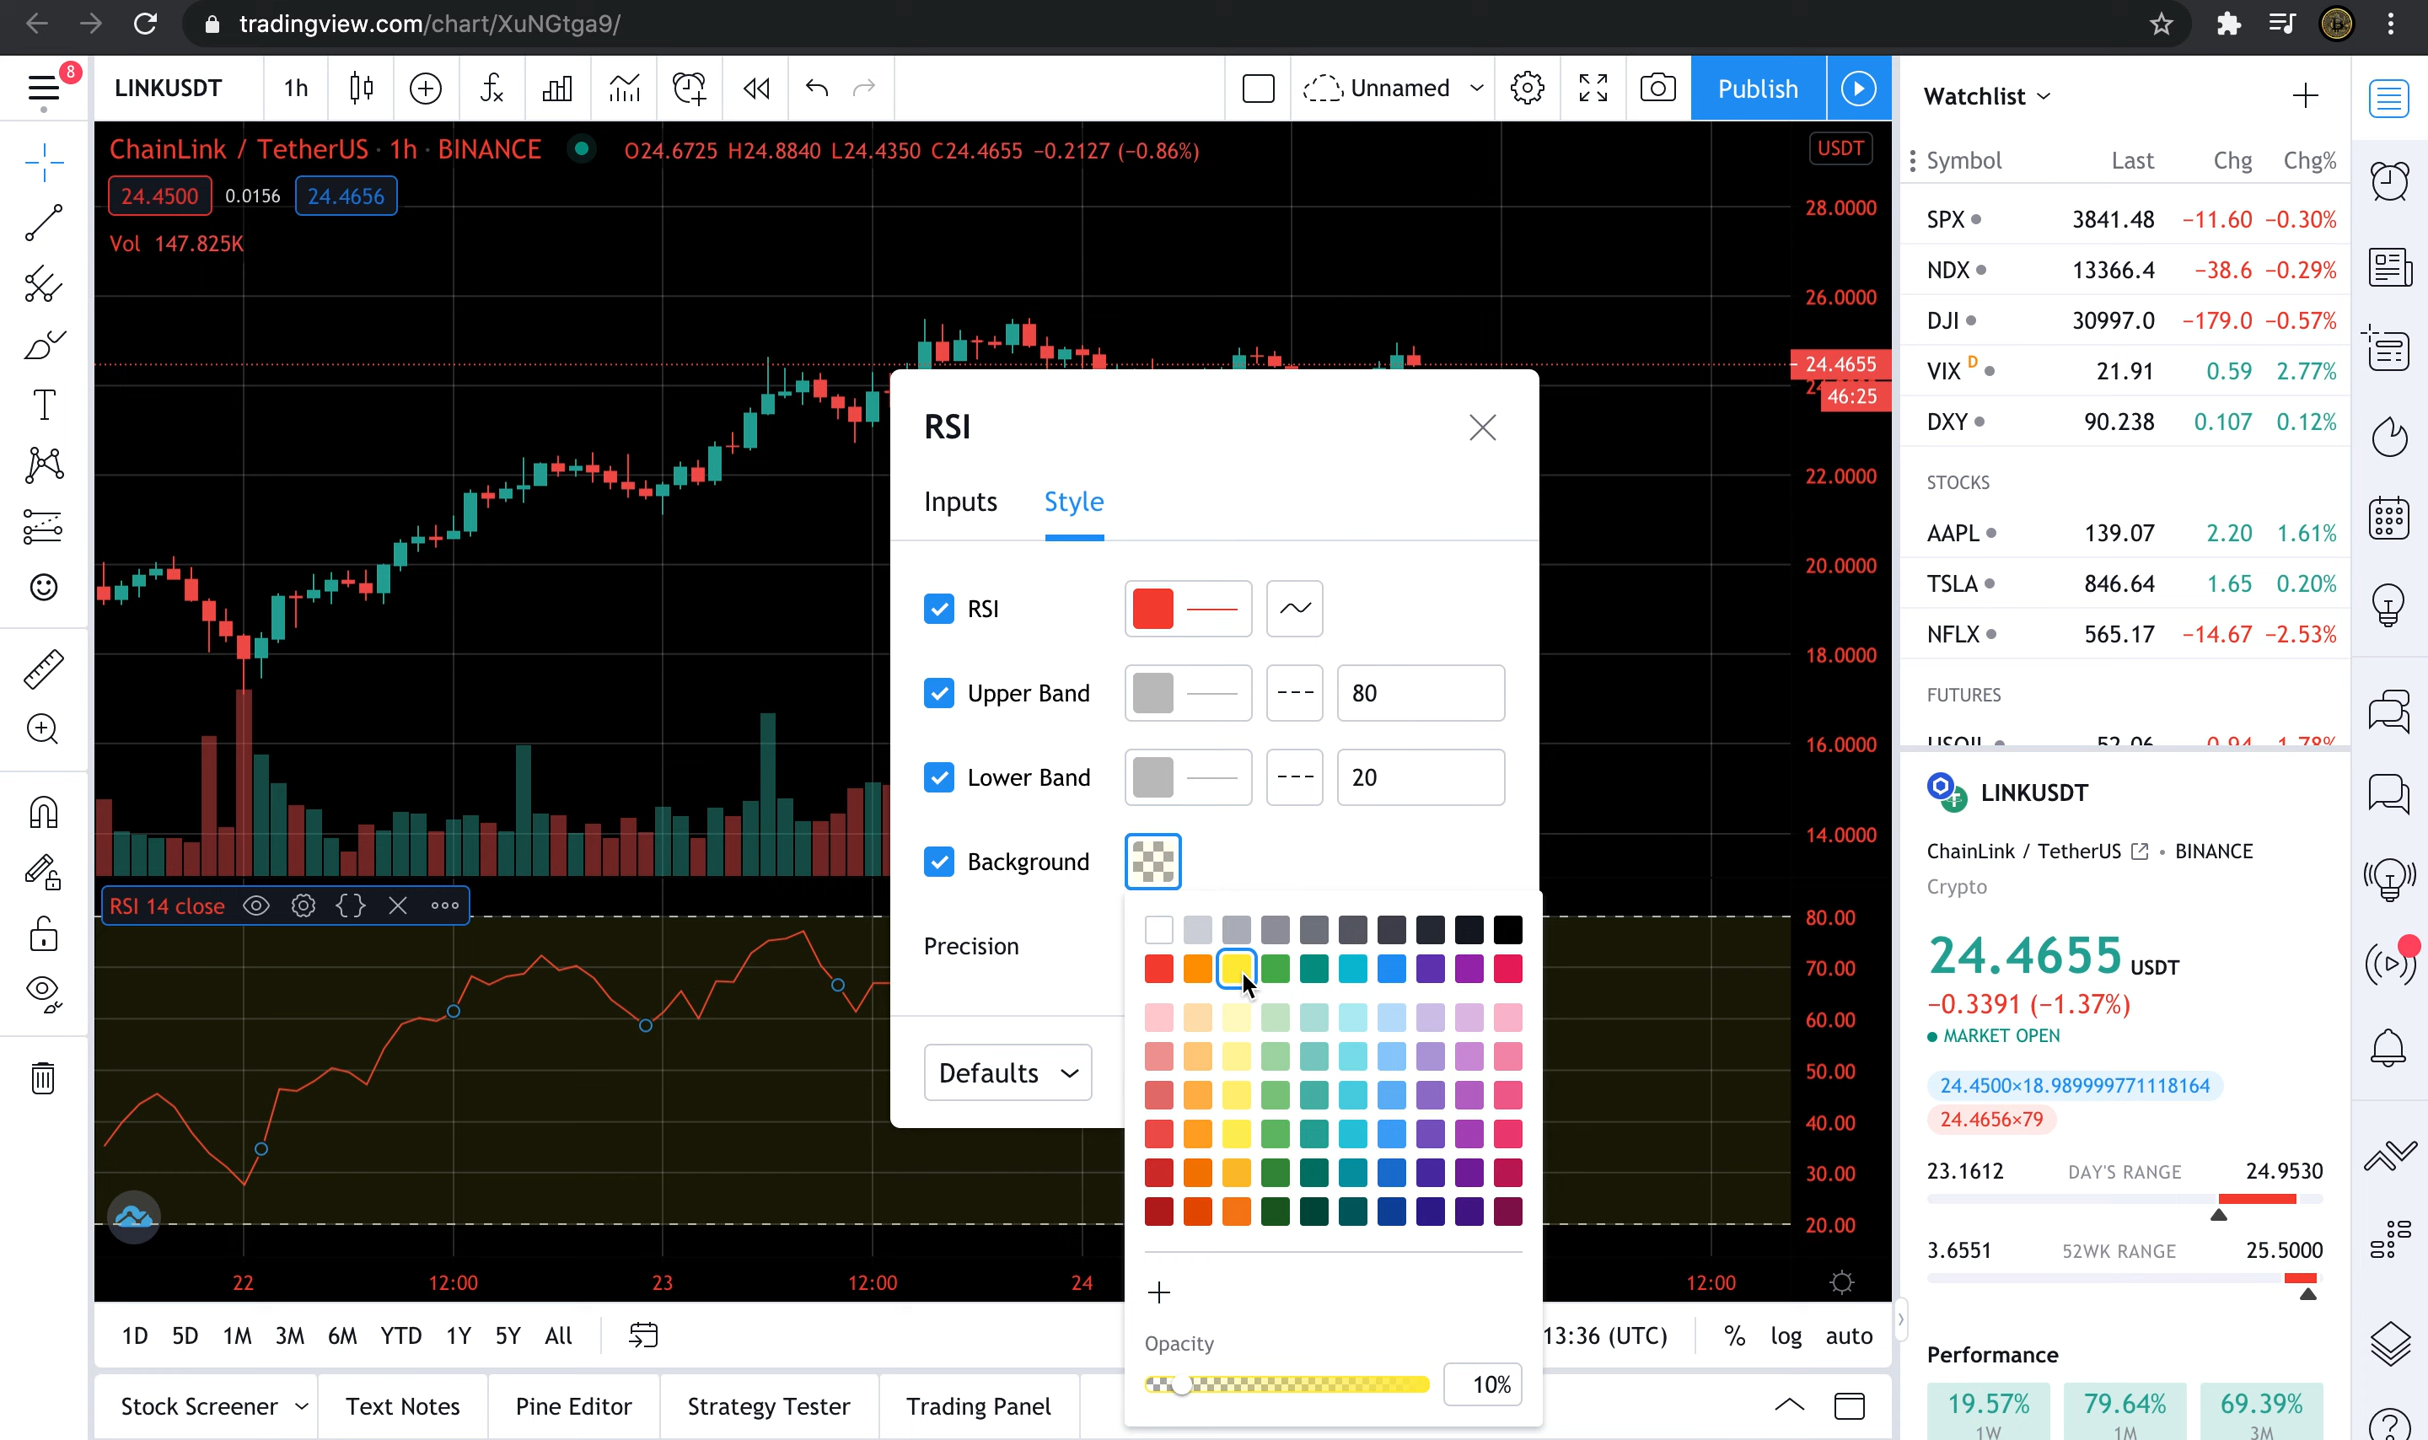 tradingview.com/chart/XuNGtga9/
8
LINKUSDT
1h
Unnamed
Publish
ChainLink / TetherUS · 1h · BINANCE
O24.6725 H24.8840 L24.4350 C24.4655 −0.2127 (−0.86%)
24.4500
0.0156
24.4656
Vol 147.825K
USDT
28.0000
26.0000
24.4655
46:25
22.0000
20.0000
18.0000
16.0000
14.0000
RSI
Inputs
Style
RSI
Upper Band
80
Lower Band
20
Background
Precision
Defaults
Opacity
10%
RSI 14 close
80.00
70.00
60.00
50.00
40.00
30.00
20.00
22
12:00
23
12:00
24
12:00
1D
5D
1M
3M
6M
YTD
1Y
5Y
All
13:36 (UTC)
%
log
auto
Stock Screener
Text Notes
Pine Editor
Strategy Tester
Trading Panel
Watchlist
Symbol Last Chg Chg%
SPX 3841.48 −11.60 −0.30%
NDX 13366.4 −38.6 −0.29%
DJI 30997.0 −179.0 −0.57%
VIX D 21.91 0.59 2.77%
DXY 90.238 0.107 0.12%
STOCKS
AAPL 139.07 2.20 1.61%
TSLA 846.64 1.65 0.20%
NFLX 565.17 −14.67 −2.53%
FUTURES
USOIL 52.06 0.94 1.78%
LINKUSDT
ChainLink / TetherUS • BINANCE
Crypto
24.4655 USDT
−0.3391 (−1.37%)
MARKET OPEN
24.4500×18.989999771118164
24.4656×79
23.1612 DAY'S RANGE 24.9530
3.6551 52WK RANGE 25.5000
Performance
19.57% 79.64% 69.39%
1W 1M 3M